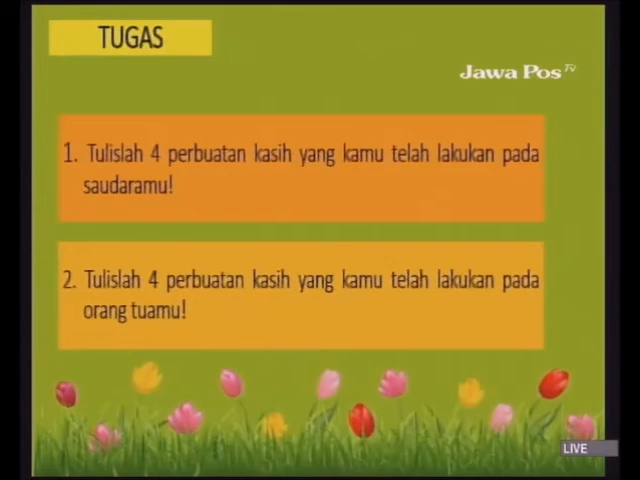 TUGAS
Jawa Pos TV
1. Tulislah 4 perbuatan kasih yang kamu telah lakukan pada
saudaramu!
2. Tulislah 4 perbuatan kasih yang kamu telah lakukan pada
orang tuamu!
LIVE